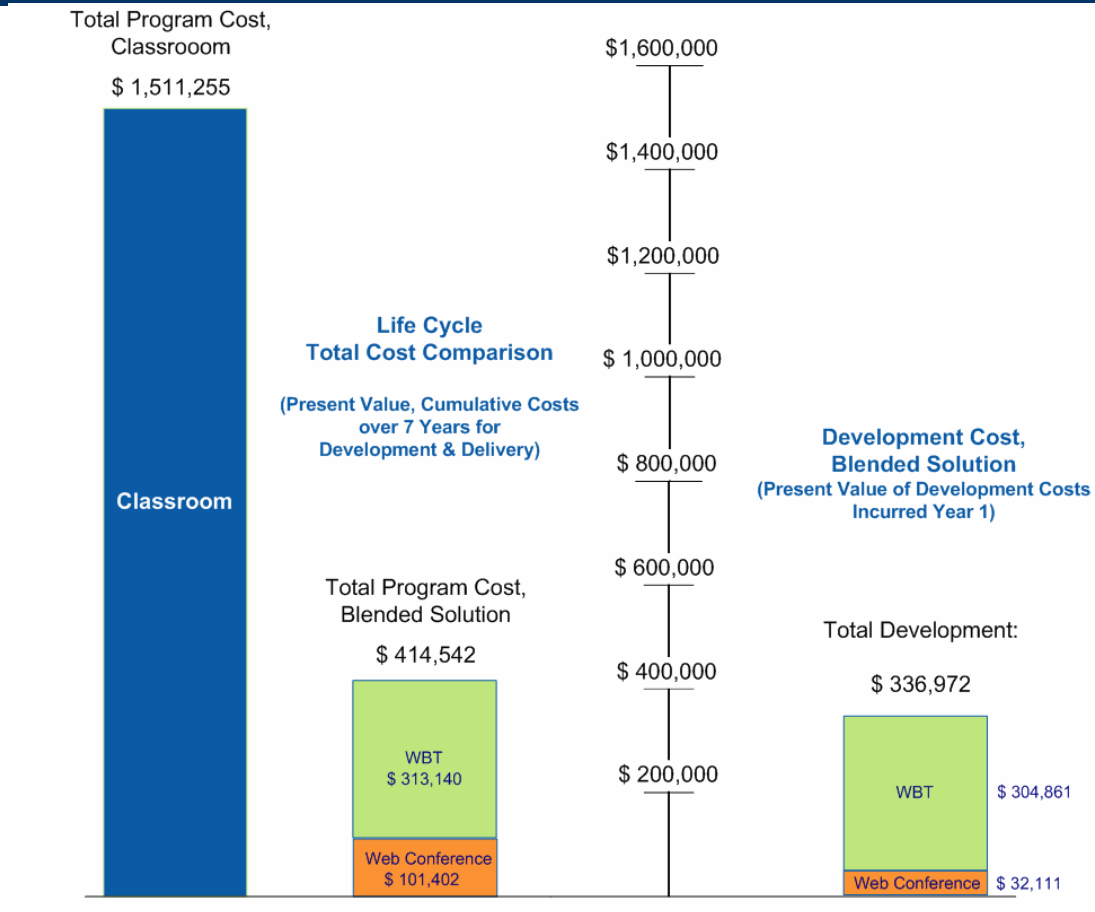 Total Program Cost,
Classrooom
$ 1,511,255
Classroom
Life Cycle
Total Cost Comparison
(Present Value, Cumulative Costs
over 7 Years for
Development & Delivery)
Total Program Cost,
Blended Solution
$ 414,542
WBT
$ 313,140
Web Conference
$ 101,402
$1,600,000
$1,400,000
$1,200,000
$ 1,000,000
$ 800,000
$ 600,000
$ 400,000
$ 200,000
Development Cost,
Blended Solution
(Present Value of Development Costs
Incurred Year 1)
Total Development:
$ 336,972
WBT
$ 304,861
Web Conference
$ 32,111